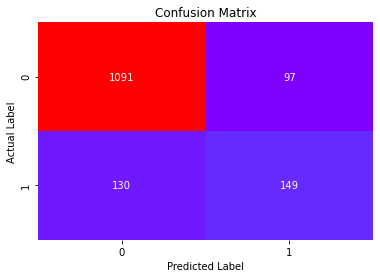 Confusion Matrix
Actual Label
0
1091
97
1
130
149
0
1
Predicted Label